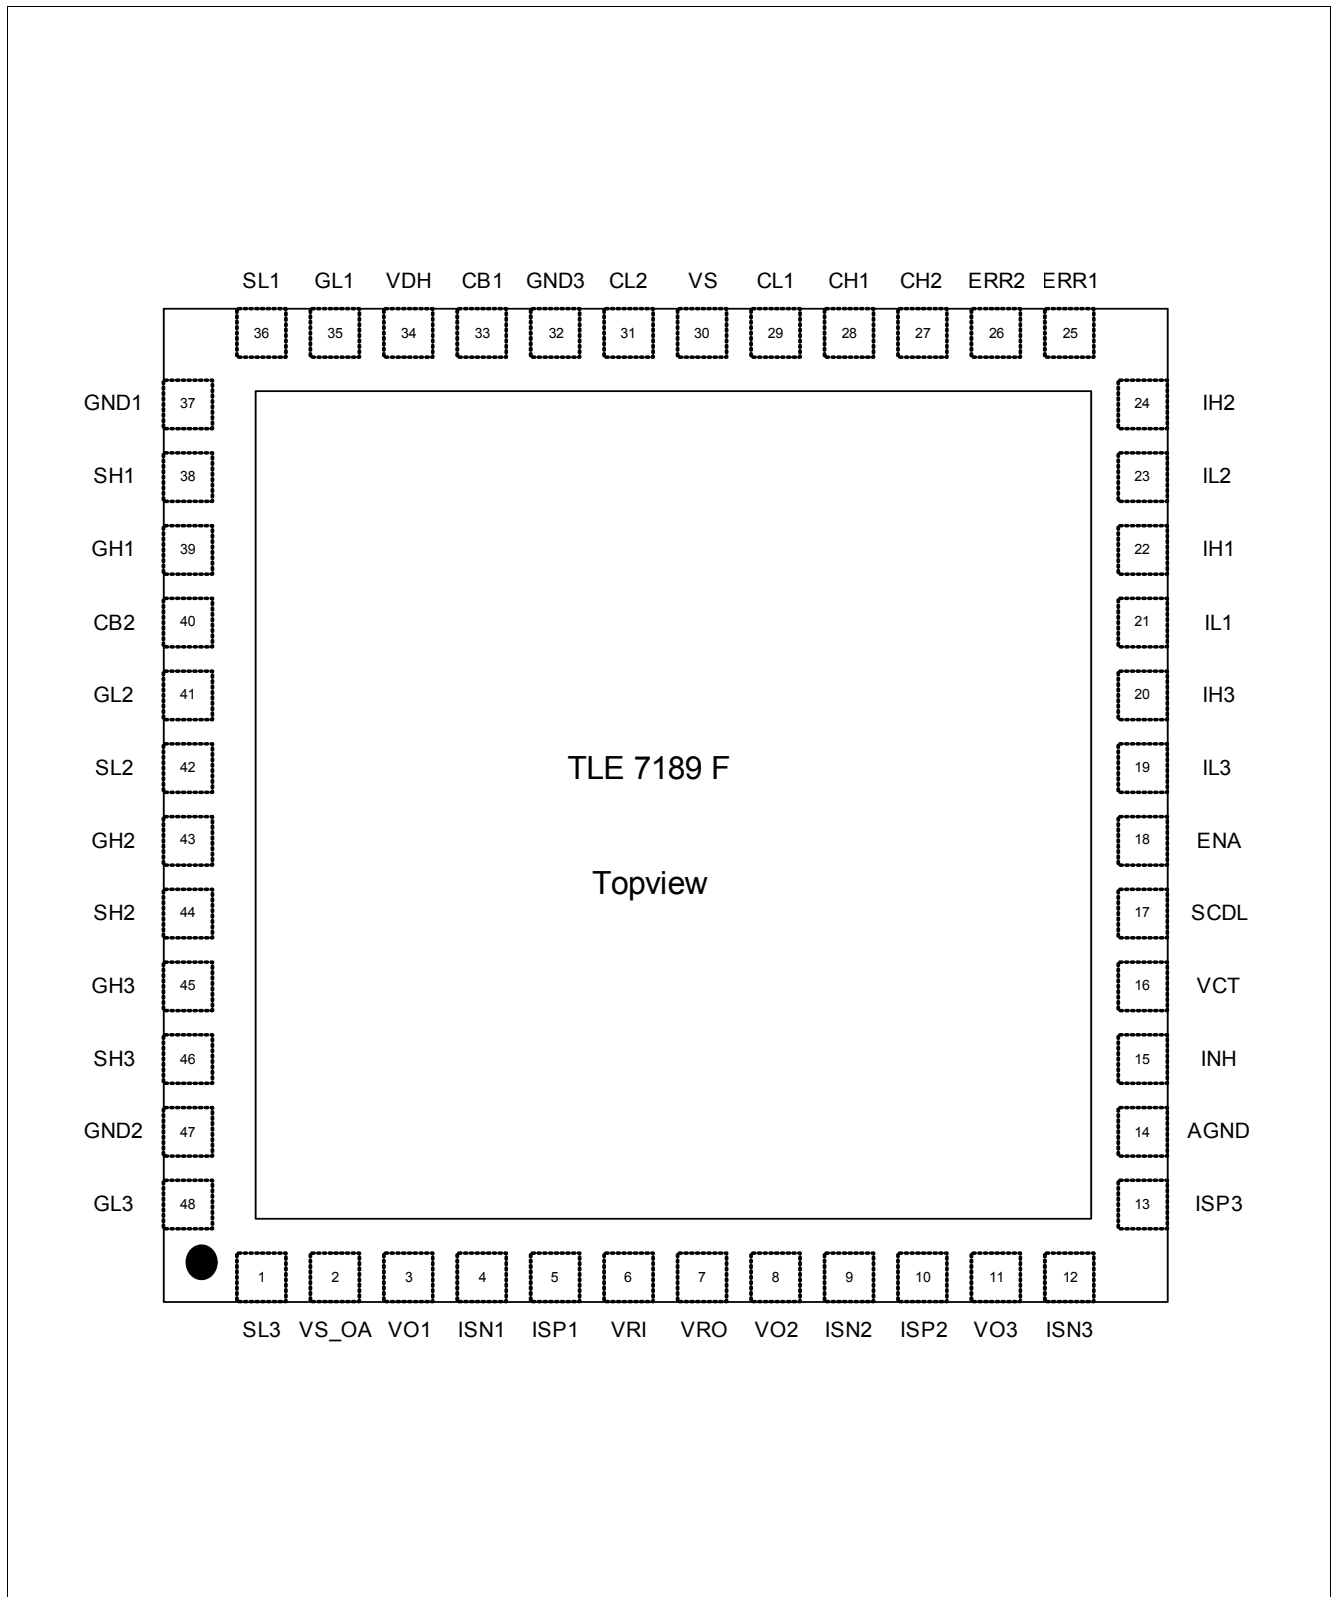 SL1 GL1 VDH CB1 GND3 CL2 VS CL1 CH1 CH2 ERR2 ERR1
36 35 34 33 32 31 30 29 28 27 26 25
GND1 37 24 IH2
SH1 38 23 IL2
GH1 39 22 IH1
CB2 40 21 IL1
GL2 41 20 IH3
SL2 42 TLE 7189 F 19 IL3
GH2 43 18 ENA
Topview
SH2 44 17 SCDL
GH3 45 16 VCT
SH3 46 15 INH
GND2 47 14 AGND
GL3 48 13 ISP3
1 2 3 4 5 6 7 8 9 10 11 12
SL3 VS_OA VO1 ISN1 ISP1 VRI VRO VO2 ISN2 ISP2 VO3 ISN3